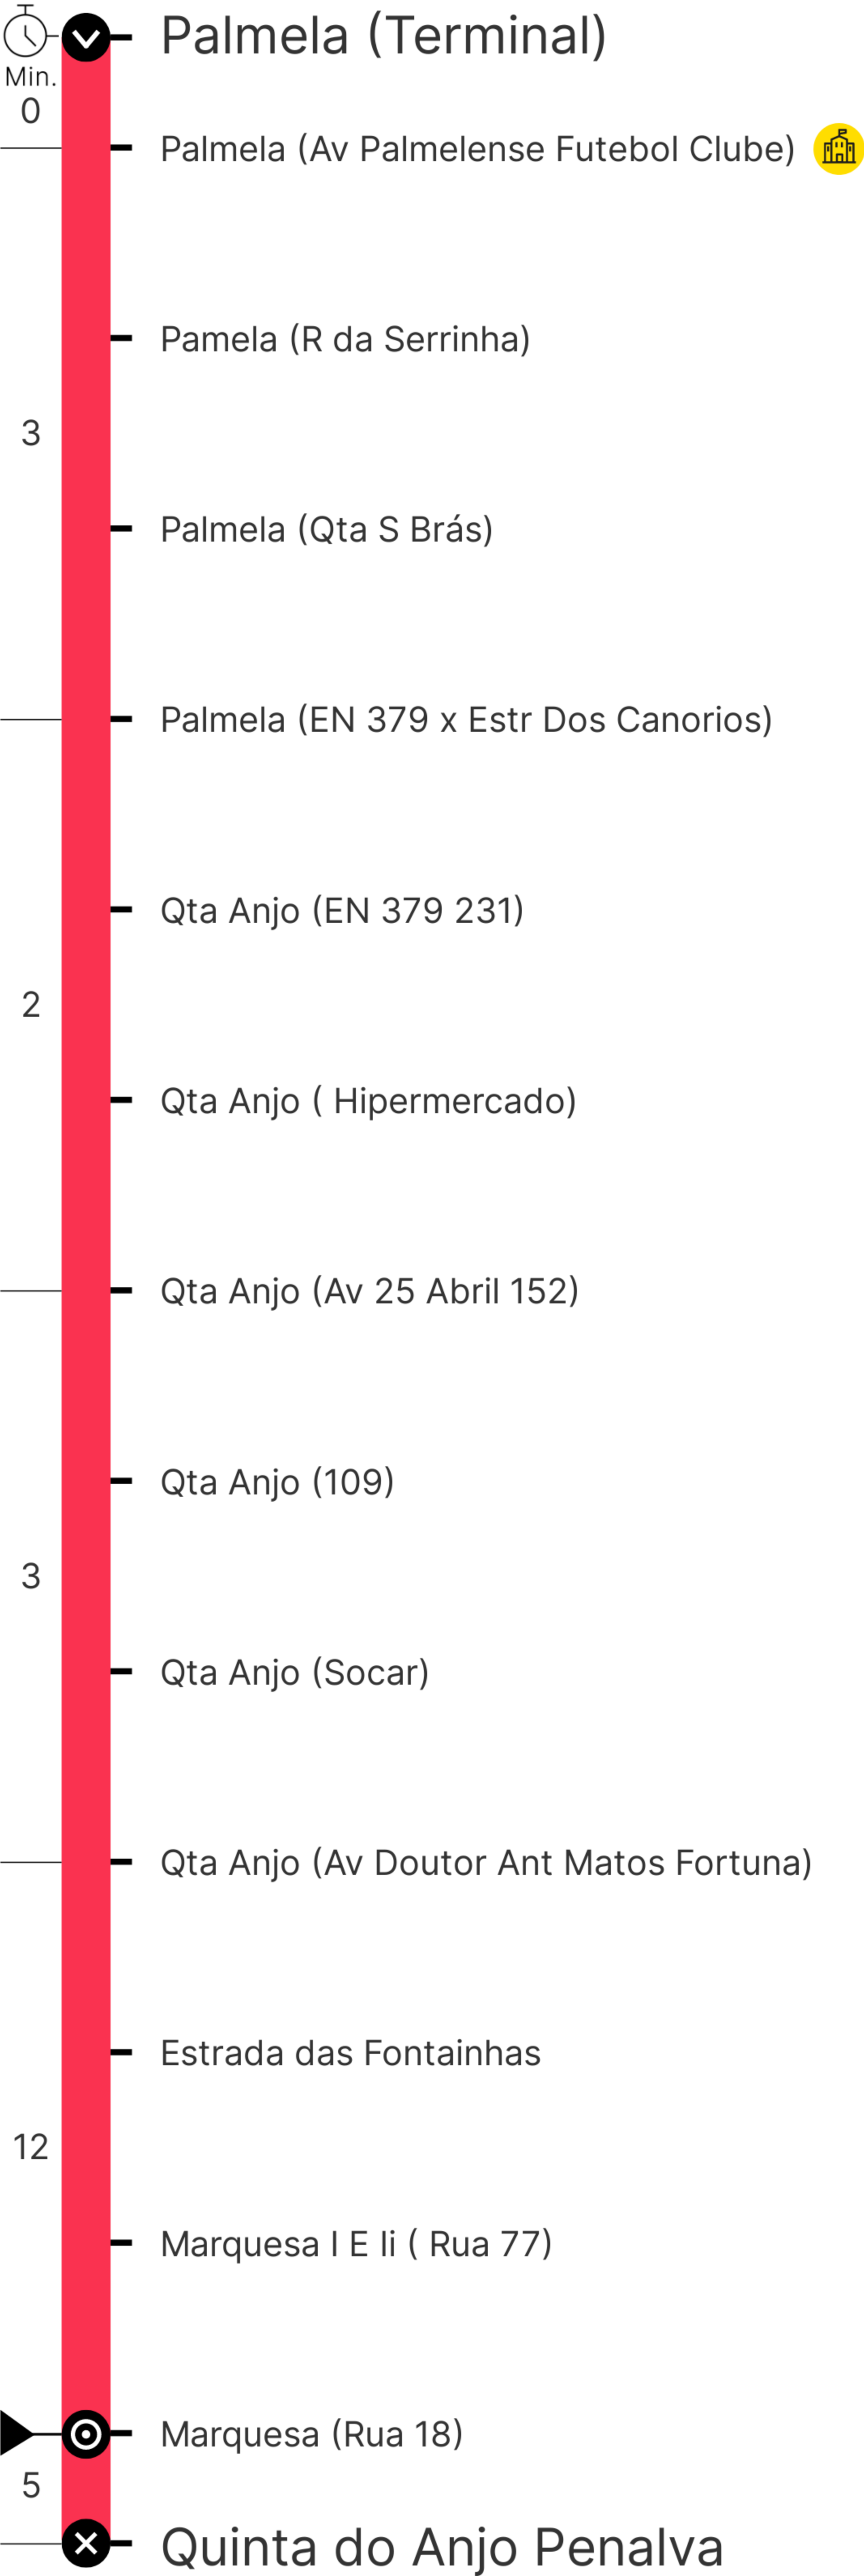 Palmela (Terminal)
Min.
0
Palmela (Av Palmelense Futebol Clube)
Pamela (R da Serrinha)
3
Palmela (Qta S Brás)
Palmela (EN 379 x Estr Dos Canorios)
Qta Anjo (EN 379 231)
2
Qta Anjo ( Hipermercado)
Qta Anjo (Av 25 Abril 152)
Qta Anjo (109)
3
Qta Anjo (Socar)
Qta Anjo (Av Doutor Ant Matos Fortuna)
Estrada das Fontainhas
12
Marquesa I E Ii ( Rua 77)
Marquesa (Rua 18)
5
Quinta do Anjo Penalva